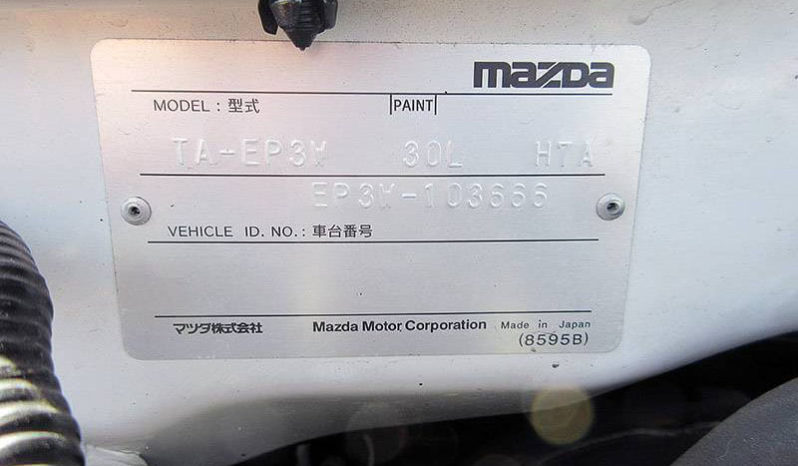 mazda
MODEL : 型式 PAINT
TA-EP3W 30L H7A
EP3W-103666
VEHICLE ID. NO. : 車台番号
マツダ株式会社 Mazda Motor Corporation Made in Japan
(8595B)